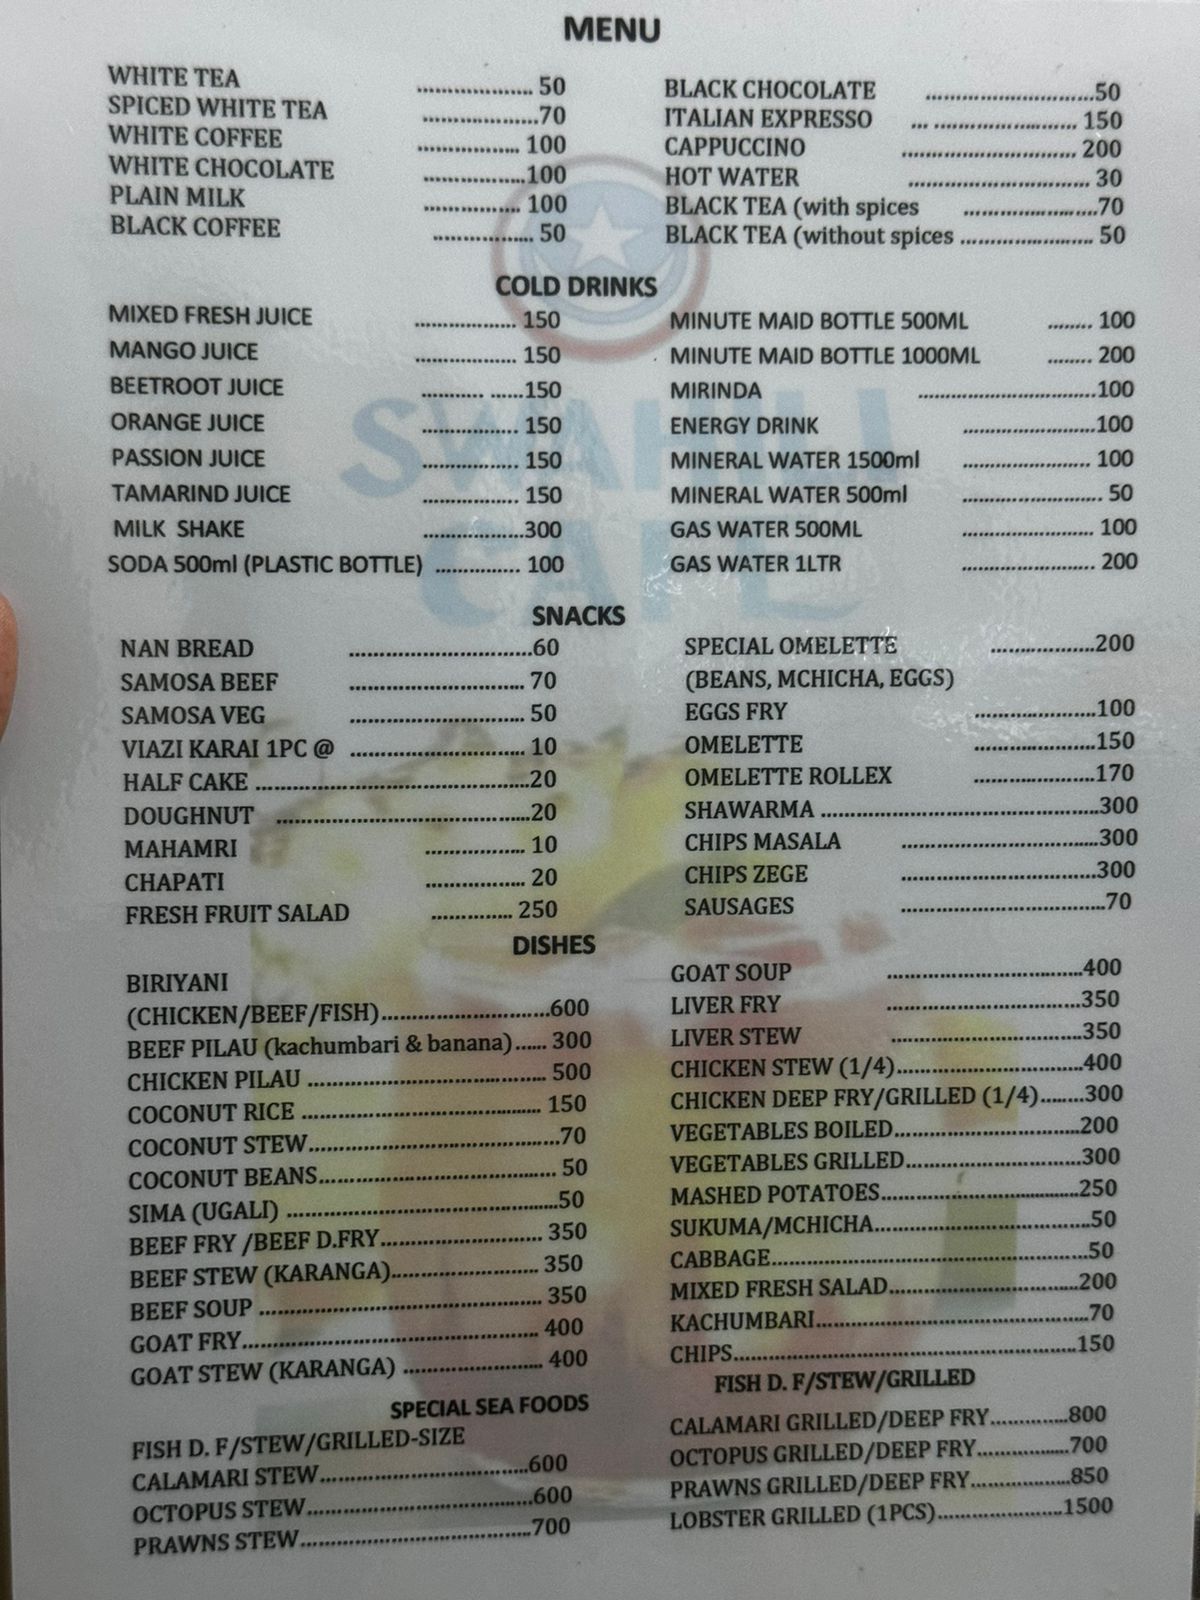 MENU
WHITE TEA .................... 50
SPICED WHITE TEA ....................70
WHITE COFFEE .................. 100
WHITE CHOCOLATE ..................100
PLAIN MILK ................. 100
BLACK COFFEE .................. 50
BLACK CHOCOLATE .............................50
ITALIAN EXPRESSO ... ......................... 150
CAPPUCCINO .............................. 200
HOT WATER ................................ 30
BLACK TEA (with spices .......................70
BLACK TEA (without spices ....................... 50
COLD DRINKS
MIXED FRESH JUICE .................. 150
MANGO JUICE .................. 150
BEETROOT JUICE ........... ......150
ORANGE JUICE ................. 150
PASSION JUICE ................. 150
TAMARIND JUICE ................. 150
MILK SHAKE ..................300
SODA 500ml (PLASTIC BOTTLE) ............... 100
MINUTE MAID BOTTLE 500ML ........ 100
MINUTE MAID BOTTLE 1000ML ........ 200
MIRINDA ...............................100
ENERGY DRINK .......................100
MINERAL WATER 1500ml ....................... 100
MINERAL WATER 500ml ......................... 50
GAS WATER 500ML ........................ 100
GAS WATER 1LTR ........................ 200
SWAHILI
CAFE
SNACKS
NAN BREAD ................................60
SAMOSA BEEF .............................. 70
SAMOSA VEG .............................. 50
VIAZI KARAI 1PC @ .............................. 10
HALF CAKE ................................................20
DOUGHNUT ............................................20
MAHAMRI ................. 10
CHAPATI ................. 20
FRESH FRUIT SALAD .............. 250
SPECIAL OMELETTE ..................200
(BEANS, MCHICHA, EGGS)
EGGS FRY .....................100
OMELETTE .....................150
OMELETTE ROLLEX .....................170
SHAWARMA ................................................300
CHIPS MASALA ..................................300
CHIPS ZEGE ..................................300
SAUSAGES ...................................70
DISHES
BIRIYANI
(CHICKEN/BEEF/FISH).............................600
BEEF PILAU (kachumbari & banana)...... 300
CHICKEN PILAU ......................................... 500
COCONUT RICE ......................................... 150
COCONUT STEW...........................................70
COCONUT BEANS........................................ 50
SIMA (UGALI) ..............................................50
BEEF FRY /BEEF D.FRY........................... 350
BEEF STEW (KARANGA)......................... 350
BEEF SOUP ................................................ 350
GOAT FRY................................................... 400
GOAT STEW (KARANGA) ........................ 400
GOAT SOUP .................................400
LIVER FRY .................................350
LIVER STEW .................................350
CHICKEN STEW (1/4)................................400
CHICKEN DEEP FRY/GRILLED (1/4).......300
VEGETABLES BOILED................................200
VEGETABLES GRILLED..............................300
MASHED POTATOES..................................250
SUKUMA/MCHICHA.....................................50
CABBAGE......................................................50
MIXED FRESH SALAD................................200
KACHUMBARI..............................................70
CHIPS...........................................................150
SPECIAL SEA FOODS
FISH D. F/STEW/GRILLED-SIZE
CALAMARI STEW...................................600
OCTOPUS STEW......................................600
PRAWNS STEW.......................................700
FISH D. F/STEW/GRILLED
CALAMARI GRILLED/DEEP FRY.............800
OCTOPUS GRILLED/DEEP FRY................700
PRAWNS GRILLED/DEEP FRY.................850
LOBSTER GRILLED (1PCS)......................1500